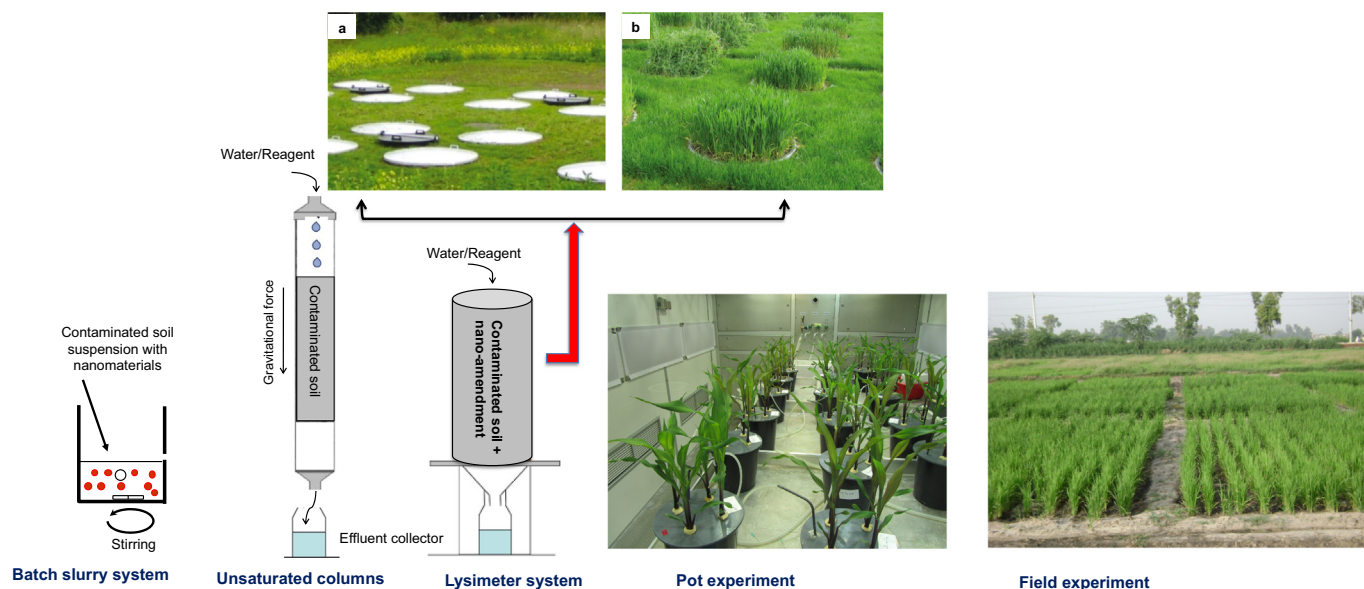 a
b
Water/Reagent
Gravitational force
Contaminated soil
Water/Reagent
Contaminated soil +
nano-amendment
Contaminated soil
suspension with
nanomaterials
Stirring
Effluent collector
Batch slurry system
Unsaturated columns
Lysimeter system
Pot experiment
Field experiment